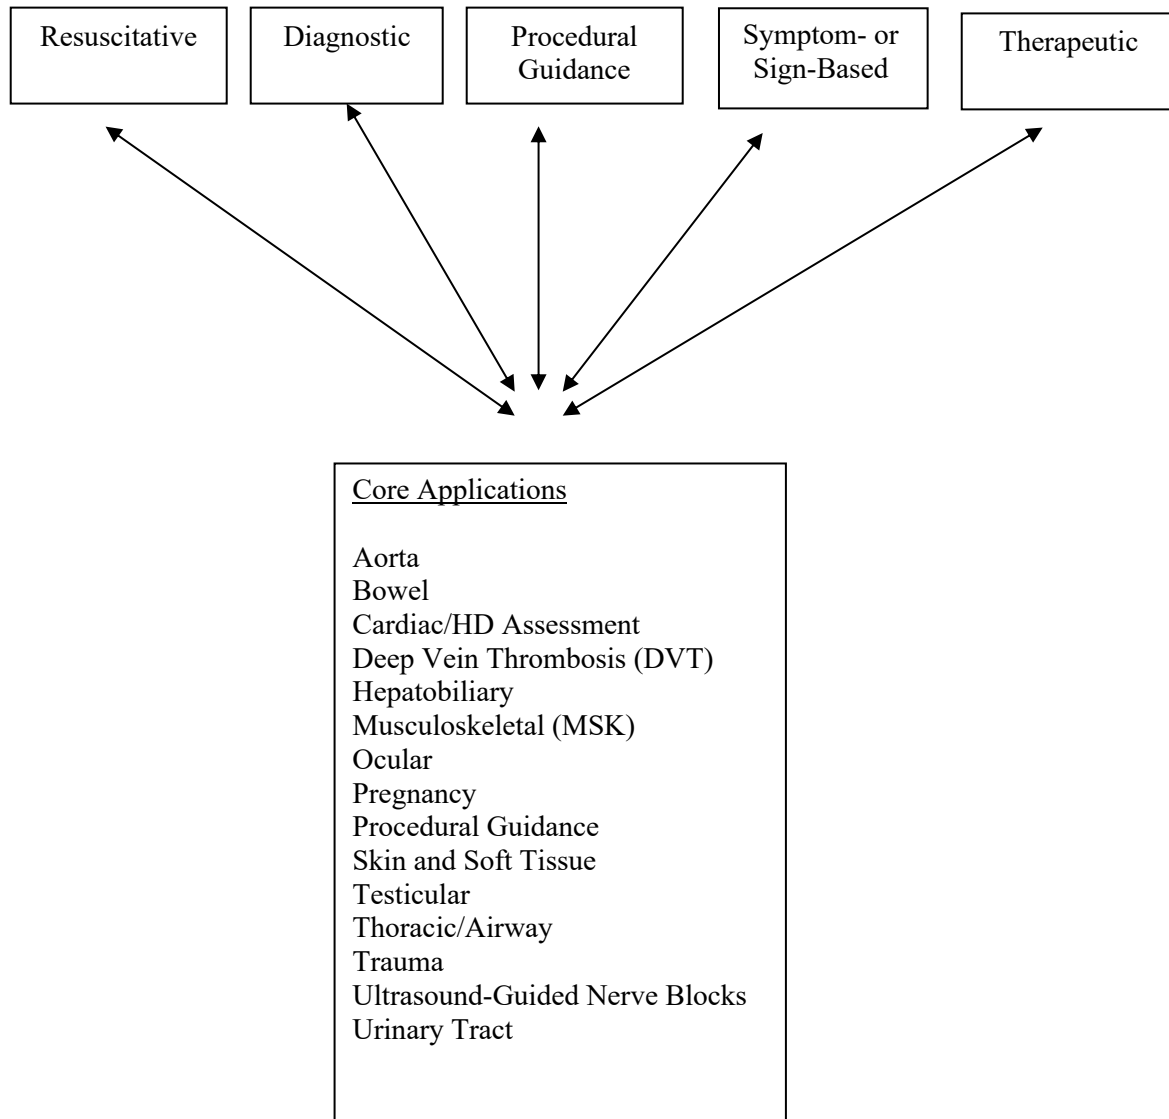 Resuscitative
Diagnostic
Procedural
Guidance
Symptom- or
Sign-Based
Therapeutic
Core Applications
Aorta
Bowel
Cardiac/HD Assessment
Deep Vein Thrombosis (DVT)
Hepatobiliary
Musculoskeletal (MSK)
Ocular
Pregnancy
Procedural Guidance
Skin and Soft Tissue
Testicular
Thoracic/Airway
Trauma
Ultrasound-Guided Nerve Blocks
Urinary Tract